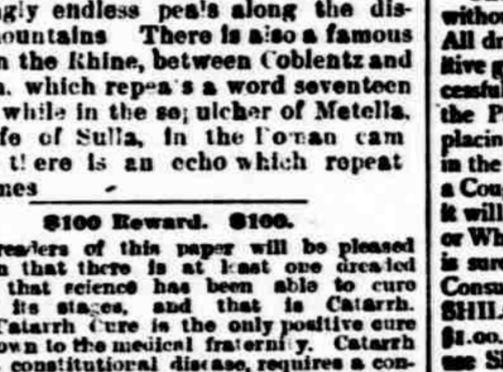 gly endless peals along the dis-
ountains There is also a famous
n the Rhine, between Coblentz and
. which repeats a word seventeen
while in the sepulcher of Metella,
fe of Sulla, in the Roman cam
there is an echo which repeat
mes
$100 Reward. $100.
readers of this paper will be pleased
n that there is at least one dreaded
that science has been able to cure
its stages, and that is Catarrh.
Catarrh Cure is the only positive cure
own to the medical fraternity. Catarrh
constitutional disease, requires a con-
witho
All dr
itive g
cessfu
the
placin
in the
a Cou
it will
or Wh
is sure
Consu
SHIL
$1.00.
use S